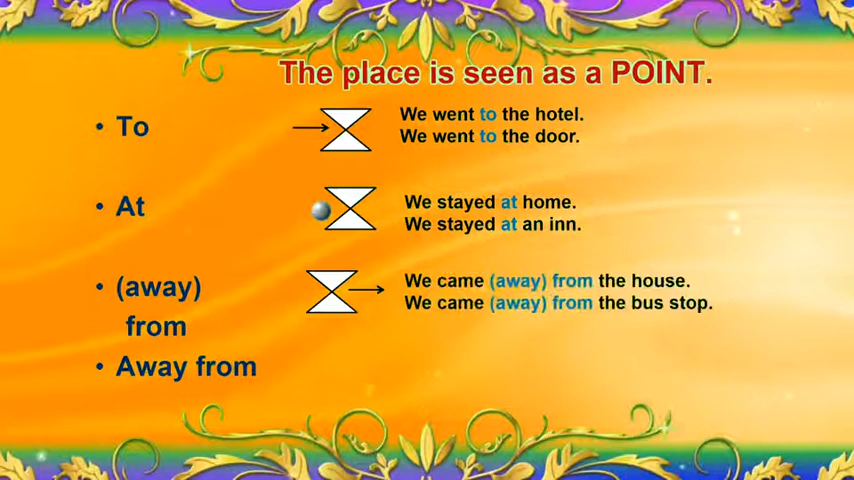 The place is seen as a POINT.
• To
We went to the hotel.
We went to the door.
• At
We stayed at home.
We stayed at an inn.
• (away)
from
We came (away) from the house.
We came (away) from the bus stop.
• Away from